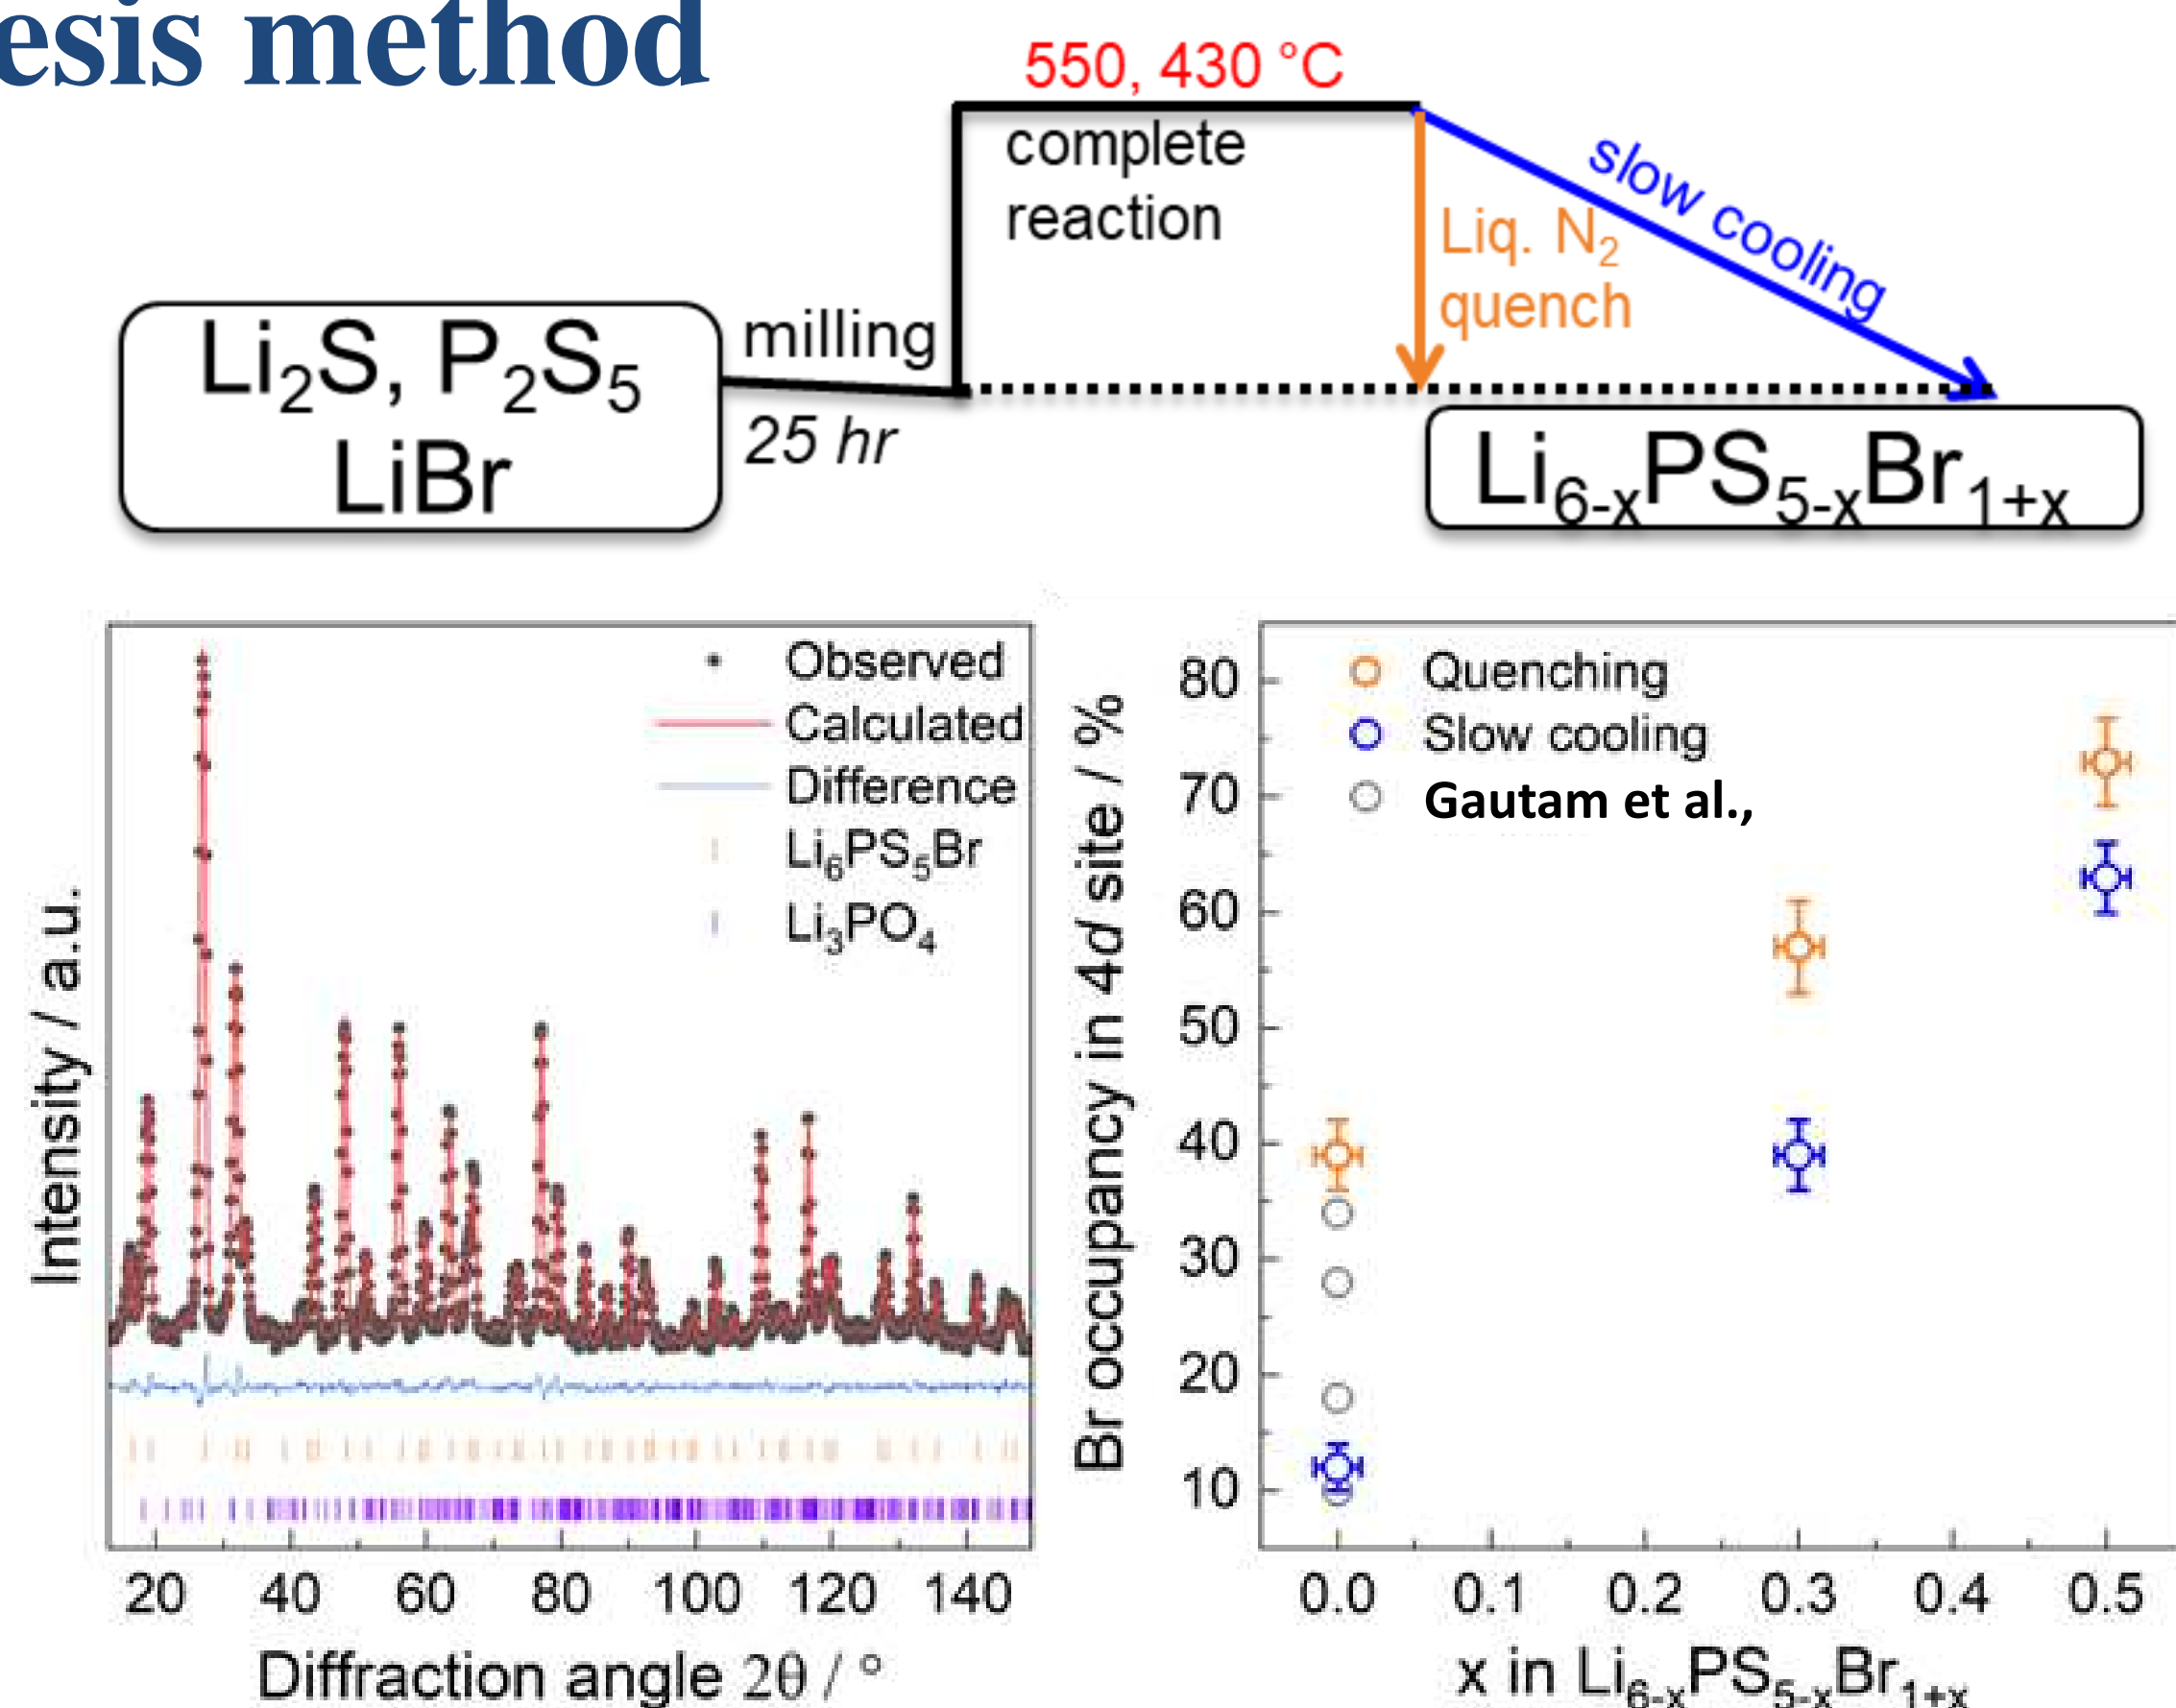 esis method
550, 430 °C
complete
reaction
slow cooling
Liq. N₂
quench
milling
25 hr
Li₂S, P₂S₅
LiBr
Li₆₋ₓPS₅₋ₓBr₁₊ₓ
Observed
Calculated
Difference
Li₆PS₅Br
Li₃PO₄
Intensity / a.u.
20 40 60 80 100 120 140
Diffraction angle 2θ / °
Quenching
Slow cooling
Gautam et al.,
Br occupancy in 4d site / %
80
70
60
50
40
30
20
10
0.0 0.1 0.2 0.3 0.4 0.5
x in Li₆₋ₓPS₅₋ₓBr₁₊ₓ